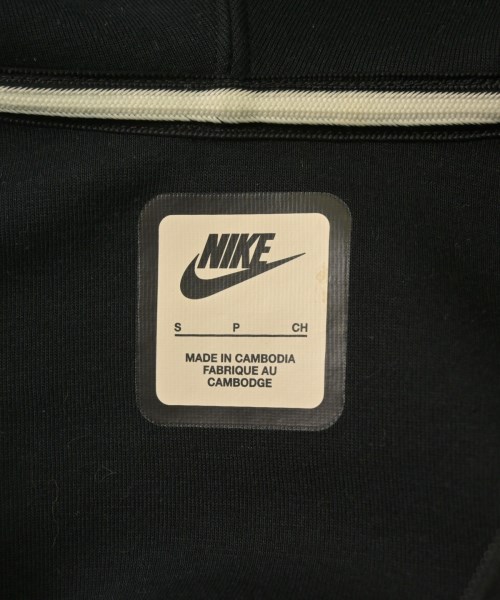 NIKE
S P CH
MADE IN CAMBODIA
FABRIQUE AU
CAMBODGE